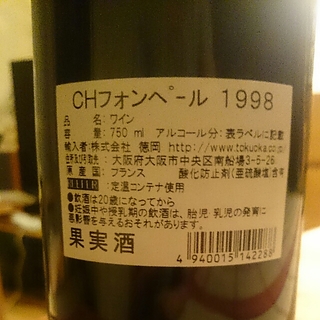 CHフォンペール 1998
品 名:ワイン
容 量:750 ml アルコール分:表ラベルに記載
輸入者:株式会社 徳岡 http://www.tokuoka.co.jp
住所及び引取先:大阪府大阪市中央区南船場3-5-26
原 産 国:フランス 酸化防止剤(亜硫酸塩)含有
:定温コンテナ使用
●飲酒は20歳になってから
●妊娠中や授乳期の飲酒は、胎児 乳児の発育に
悪影響を与えるおそれがあります。
果実酒
4 940015 142288